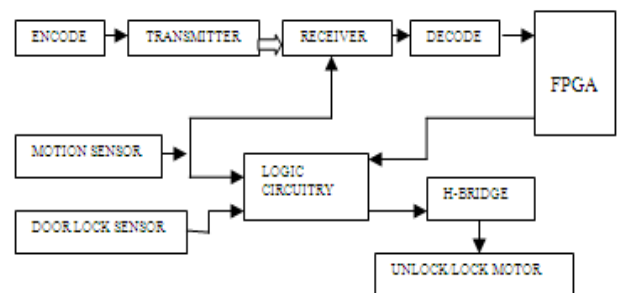 ENCODE
TRANSMITTER
RECEIVER
DECODE
FPGA
MOTION SENSOR
LOGIC
CIRCUITRY
H-BRIDGE
DOOR LOCK SENSOR
UNLOCK/LOCK MOTOR